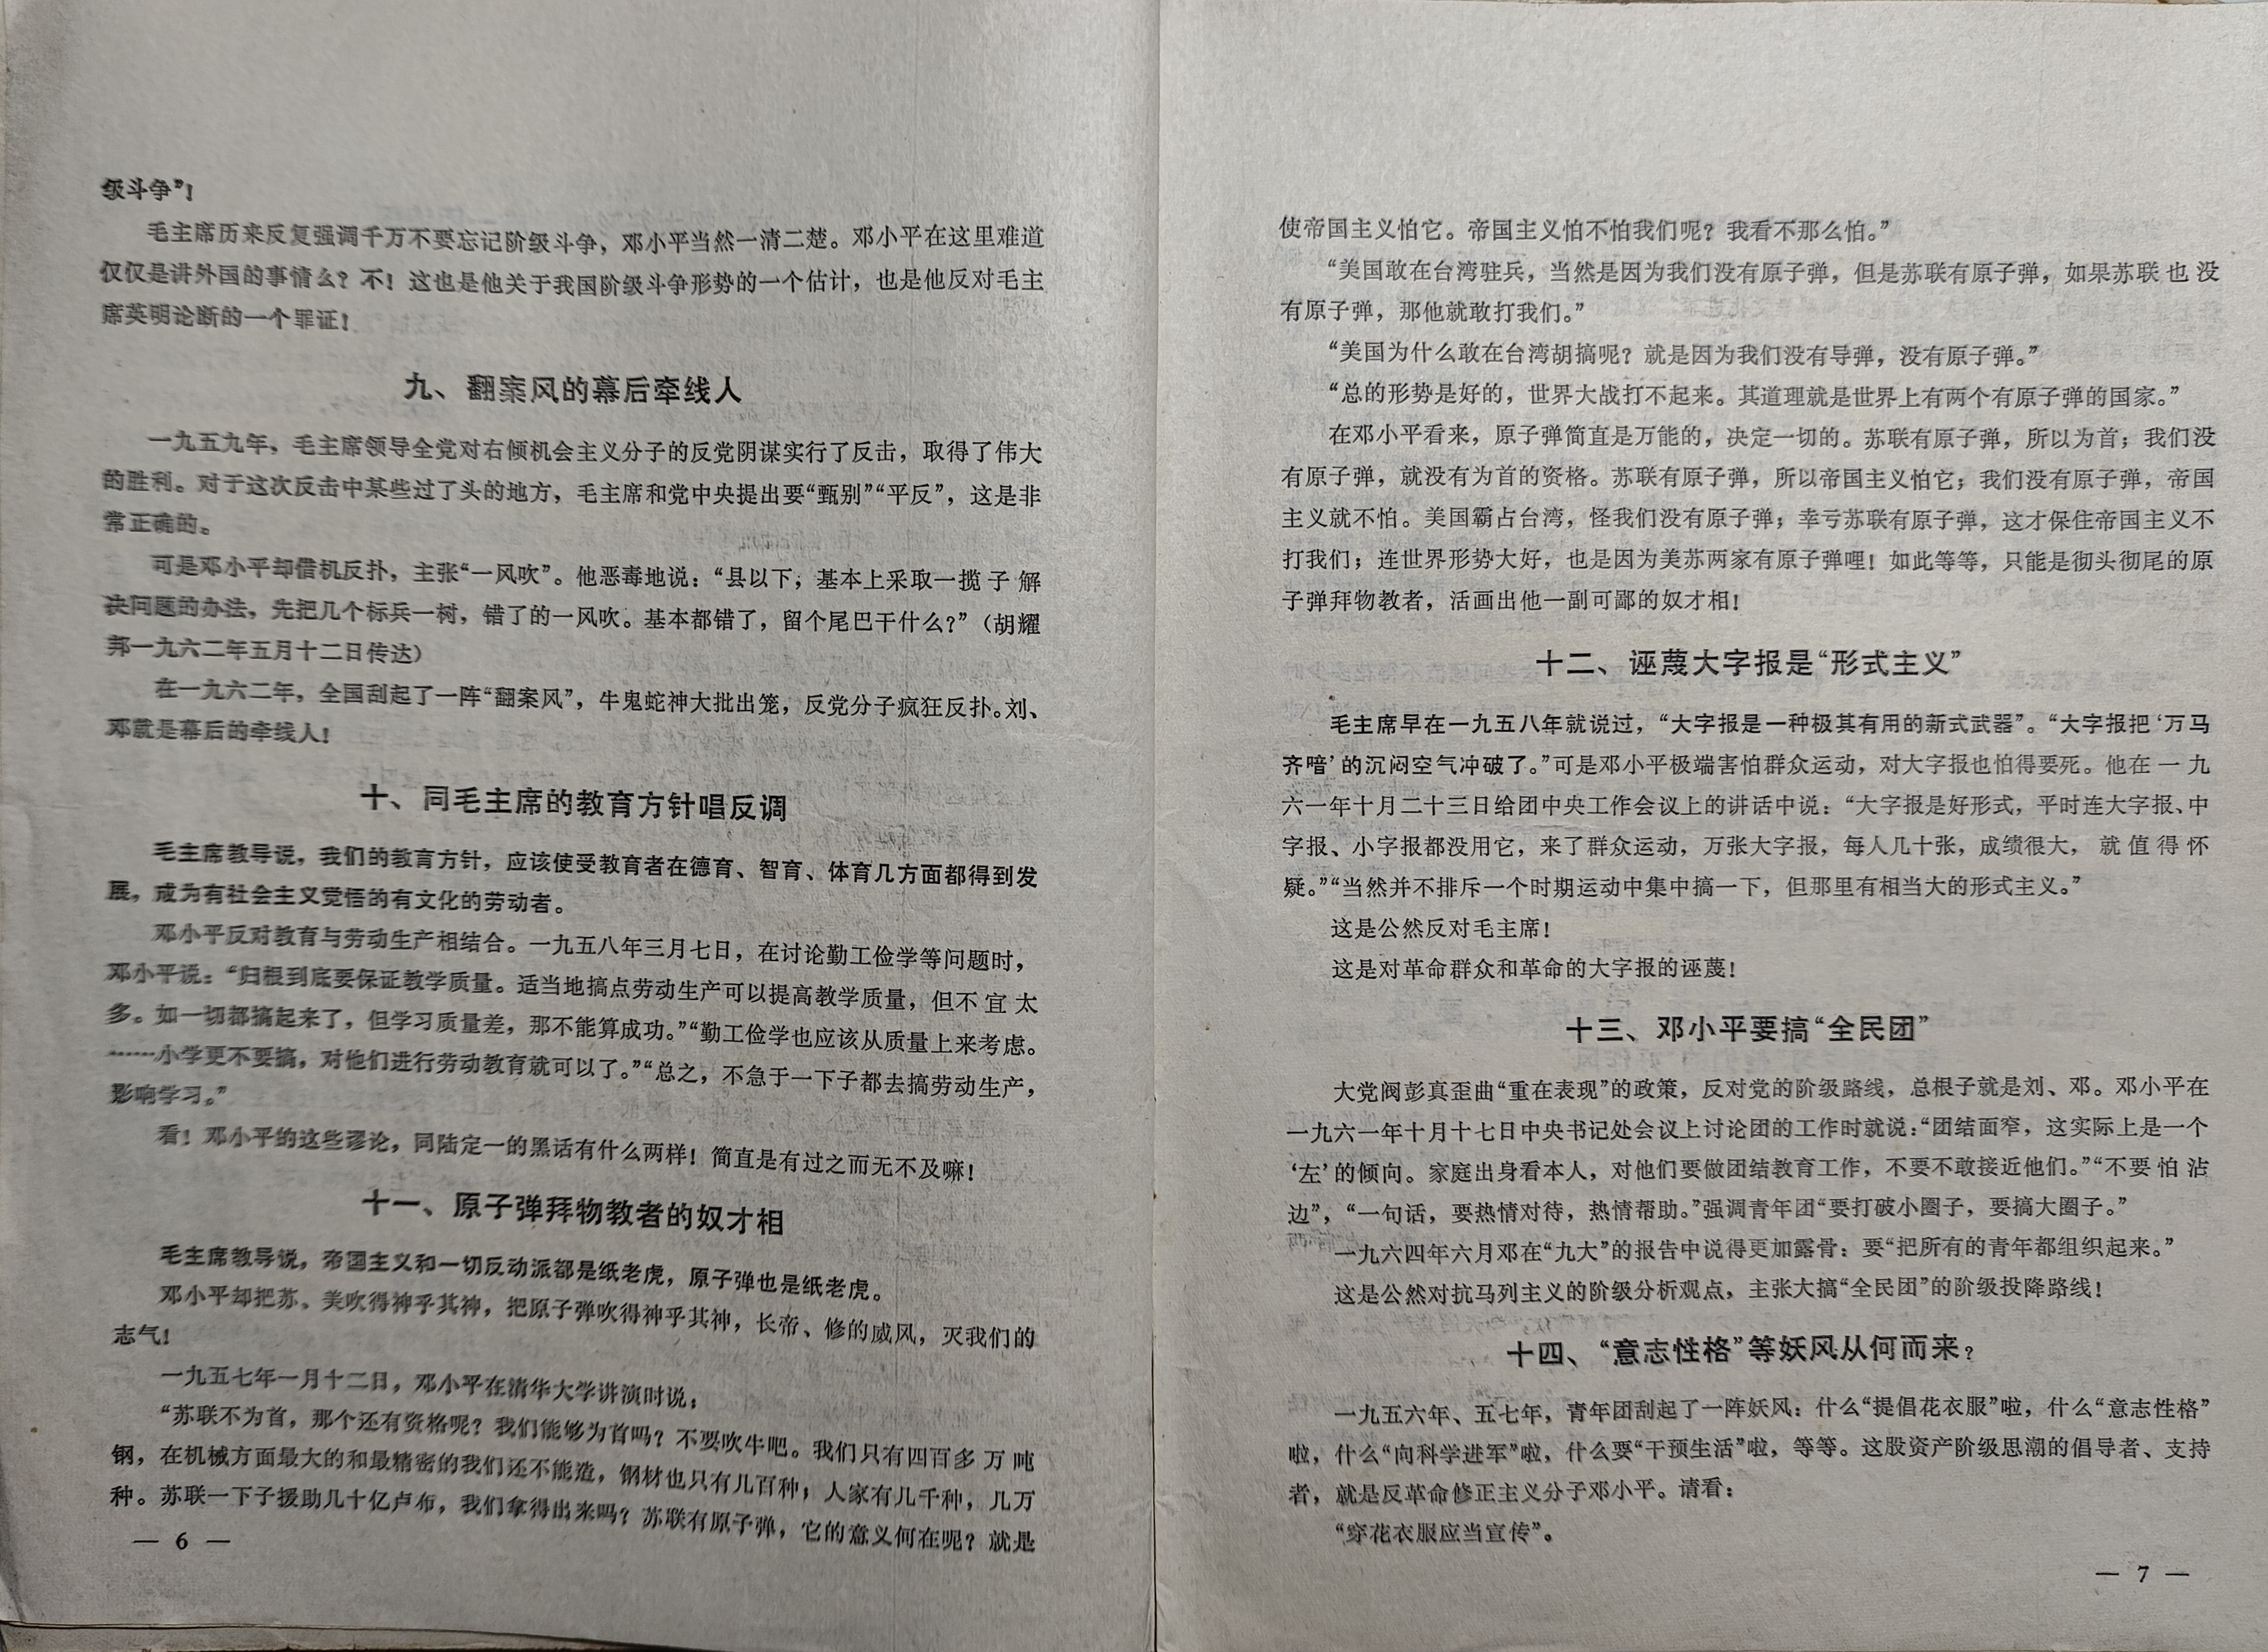 级斗争”！
毛主席历来反复强调千万不要忘记阶级斗争，邓小平当然一清二楚。邓小平在这里难道
仅仅是讲外国的事情么？不！这也是他关于我国阶级斗争形势的一个估计，也是他反对毛主
席英明论断的一个罪证！
九、翻案风的幕后牵线人
一九五九年，毛主席领导全党对右倾机会主义分子的反党阴谋实行了反击，取得了伟大
的胜利。对于这次反击中某些过了头的地方，毛主席和党中央提出要“甄别”“平反”，这是非
常正确的。
可是邓小平却借机反扑，主张“一风吹”。他恶毒地说：“县以下，基本上采取一揽子解
决问题的办法，先把几个标兵一树，错了的一风吹。基本都错了，留个尾巴干什么？”（胡耀
邦一九六二年五月十二日传达）
在一九六二年，全国刮起了一阵“翻案风”，牛鬼蛇神大批出笼，反党分子疯狂反扑。刘、
邓就是幕后的牵线人！
十、同毛主席的教育方针唱反调
毛主席教导说，我们的教育方针，应该使受教育者在德育、智育、体育几方面都得到发
展，成为有社会主义觉悟的有文化的劳动者。
邓小平反对教育与劳动生产相结合。一九五八年三月七日，在讨论勤工俭学等问题时，
邓小平说：“归根到底要保证教学质量。适当地搞点劳动生产可以提高教学质量，但不宜太
多。如一切都搞起来了，但学习质量差，那不能算成功。”“勤工俭学也应该从质量上来考虑。
……小学更不要搞，对他们进行劳动教育就可以了。”“总之，不急于一下子都去搞劳动生产，
影响学习。”
看！邓小平的这些谬论，同陆定一的黑话有什么两样！简直是有过之而无不及嘛！
十一、原子弹拜物教者的奴才相
毛主席教导说，帝国主义和一切反动派都是纸老虎，原子弹也是纸老虎。
邓小平却把苏、美吹得神乎其神，把原子弹吹得神乎其神，长帝、修的威风，灭我们的
志气！
一九五七年一月十二日，邓小平在清华大学讲演时说：
“苏联不为首，那个还有资格呢？我们能够为首吗？不要吹牛吧。我们只有四百多万吨
钢，在机械方面最大的和最精密的我们还不能造，钢材也只有几百种；人家有几千种，几万
种。苏联一下子援助几十亿卢布，我们拿得出来吗？苏联有原子弹，它的意义何在呢？就是
— 6 —
使帝国主义怕它。帝国主义怕不怕我们呢？我看不那么怕。”
“美国敢在台湾驻兵，当然是因为我们没有原子弹，但是苏联有原子弹，如果苏联也没
有原子弹，那他就敢打我们。”
“美国为什么敢在台湾胡搞呢？就是因为我们没有导弹，没有原子弹。”
“总的形势是好的，世界大战打不起来。其道理就是世界上有两个有原子弹的国家。”
在邓小平看来，原子弹简直是万能的，决定一切的。苏联有原子弹，所以为首；我们没
有原子弹，就没有为首的资格。苏联有原子弹，所以帝国主义怕它；我们没有原子弹，帝国
主义就不怕。美国霸占台湾，怪我们没有原子弹；幸亏苏联有原子弹，这才保住帝国主义不
打我们；连世界形势大好，也是因为美苏两家有原子弹哩！如此等等，只能是彻头彻尾的原
子弹拜物教者，活画出他一副可鄙的奴才相！
十二、诬蔑大字报是“形式主义”
毛主席早在一九五八年就说过，“大字报是一种极其有用的新式武器”。“大字报把‘万马
齐喑’的沉闷空气冲破了。”可是邓小平极端害怕群众运动，对大字报也怕得要死。他在一九
六一年十月二十三日给团中央工作会议上的讲话中说：“大字报是好形式，平时连大字报、中
字报、小字报都没用它，来了群众运动，万张大字报，每人几十张，成绩很大，就值得怀
疑。”“当然并不排斥一个时期运动中集中搞一下，但那里有相当大的形式主义。”
这是公然反对毛主席！
这是对革命群众和革命的大字报的诬蔑！
十三、邓小平要搞“全民团”
大党阀彭真歪曲“重在表现”的政策，反对党的阶级路线，总根子就是刘、邓。邓小平在
一九六一年十月十七日中央书记处会议上讨论团的工作时就说：“团结面窄，这实际上是一个
‘左’的倾向。家庭出身看本人，对他们要做团结教育工作，不要不敢接近他们。”“不要怕沾
边”，“一句话，要热情对待，热情帮助。”强调青年团“要打破小圈子，要搞大圈子。”
一九六四年六月邓在“九大”的报告中说得更加露骨：要“把所有的青年都组织起来。”
这是公然对抗马列主义的阶级分析观点，主张大搞“全民团”的阶级投降路线！
十四、“意志性格”等妖风从何而来？
一九五六年、五七年，青年团刮起了一阵妖风：什么“提倡花衣服”啦，什么“意志性格”
啦，什么“向科学进军”啦，什么要“干预生活”啦，等等。这股资产阶级思潮的倡导者、支持
者，就是反革命修正主义分子邓小平。请看：
“穿花衣服应当宣传”。
— 7 —